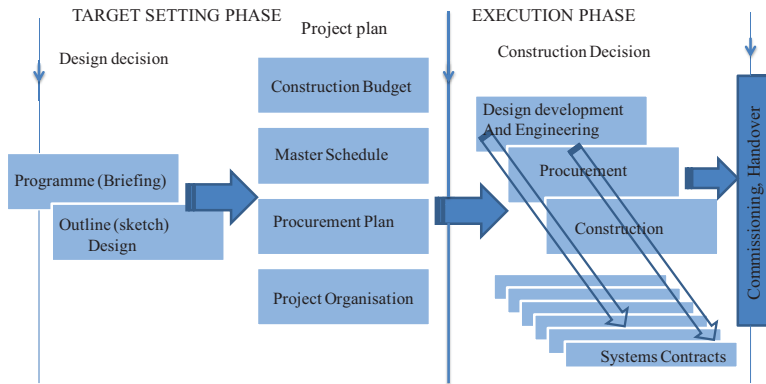 TARGET SETTING PHASE
EXECUTION PHASE
Project plan
Design decision
Construction Decision
Construction Budget
Master Schedule
Procurement Plan
Project Organisation
Programme (Briefing)
Outline (sketch)
Design
Design development
And Engineering
Procurement
Construction
Systems Contracts
Commissioning, Handover